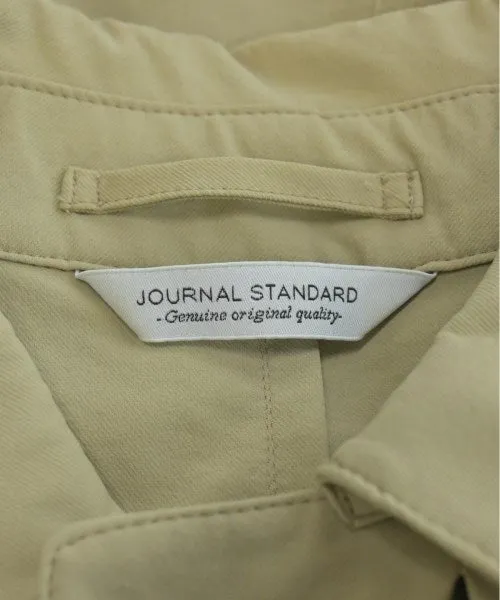 JOURNAL STANDARD
-Genuine original quality-